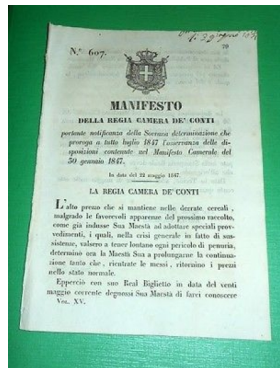 N.° 607.
79
MANIFESTO
DELLA REGIA CAMERA DE' CONTI
portante notificanza della Sovrana determinazione che
proroga a tutto luglio 1847 l'osservanza delle di-
sposizioni contenute nel Manifesto Camerale del
30 gennaio 1847.
In data del 22 maggio 1847.
LA REGIA CAMERA DE' CONTI
L'alto prezzo che si mantiene nelle derrate cereali,
malgrado le favorevoli apparenze del prossimo raccolto,
come già indusse Sua Maestà ad adottare speciali prov-
vedimenti, i quali, nella crisi generale in fatto di sus-
sistenze, valsero a tener lontano ogni pericolo di penuria,
determinò ora la Maestà Sua a prolungarne la continua-
zione tanto che, rientrate le messi, ritornino i prezzi
nello stato normale.
Epperciò con suo Real Biglietto in data del venti
maggio corrente degnossi Sua Maestà di farci conoscere
Vol. XV.